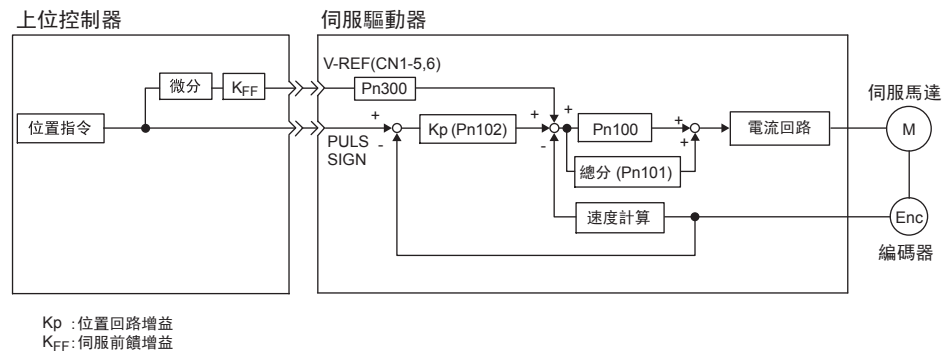 上位控制器
伺服驅動器
V-REF(CN1-5,6)
微分
KFF
Pn300
伺服馬達
位置指令
+
-
Kp (Pn102)
+
+
-
+
Pn100
+
+
電流回路
M
PULS
SIGN
總分 (Pn101)
速度計算
Enc
編碼器
Kp :位置回路增益
KFF:伺服前饋增益